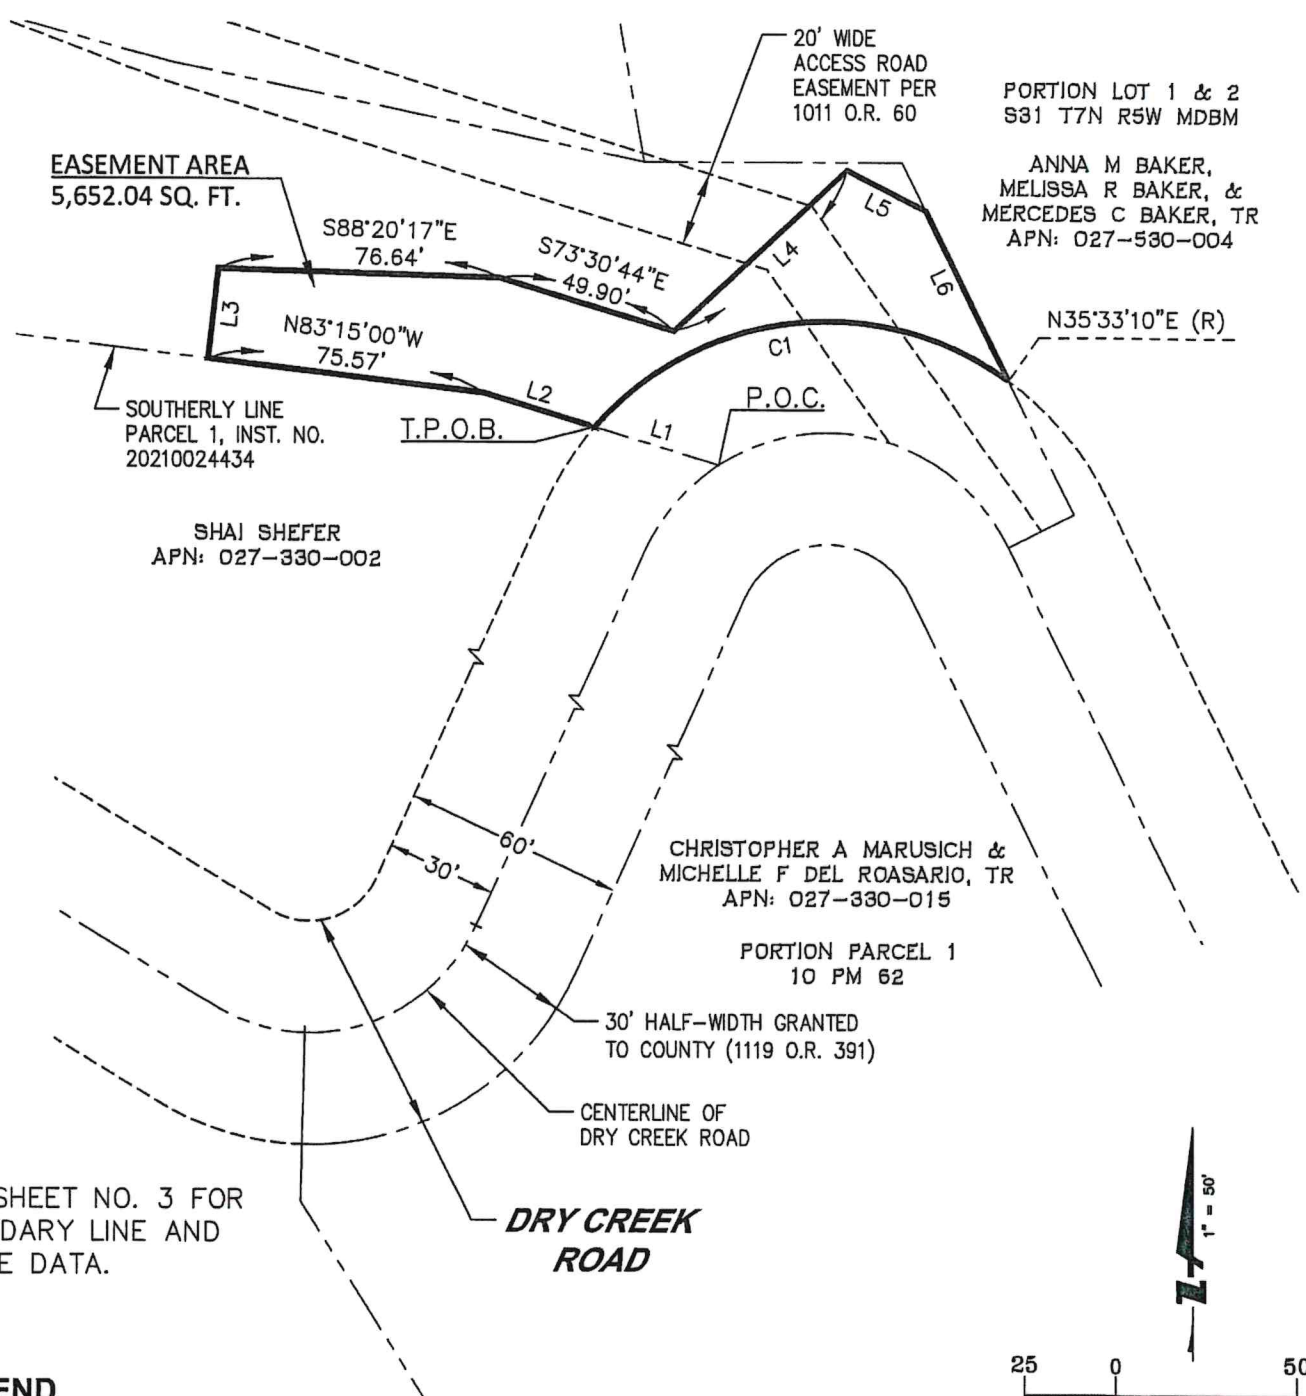 20' WIDE
ACCESS ROAD
EASEMENT PER
1011 O.R. 60
PORTION LOT 1 & 2
S31 T7N R5W MDBM
ANNA M BAKER,
MELISSA R BAKER, &
MERCEDES C BAKER, TR
APN: 027-530-004
EASEMENT AREA
5,652.04 SQ. FT.
S88°20'17"E
76.64'
S73°30'44"E
49.90'
L5
L4
L6
L3
N83°15'00"W
75.57'
N35°33'10"E (R)
C1
L2
L1
P.O.C.
T.P.O.B.
SOUTHERLY LINE
PARCEL 1, INST. NO.
20210024434
SHAI SHEFER
APN: 027-330-002
60'
30'
CHRISTOPHER A MARUSICH &
MICHELLE F DEL ROASARIO, TR
APN: 027-330-015
PORTION PARCEL 1
10 PM 62
30' HALF-WIDTH GRANTED
TO COUNTY (1119 O.R. 391)
CENTERLINE OF
DRY CREEK ROAD
SHEET NO. 3 FOR
DARY LINE AND
E DATA.
DRY CREEK
ROAD
1" = 50'
Z
25 0 50
END